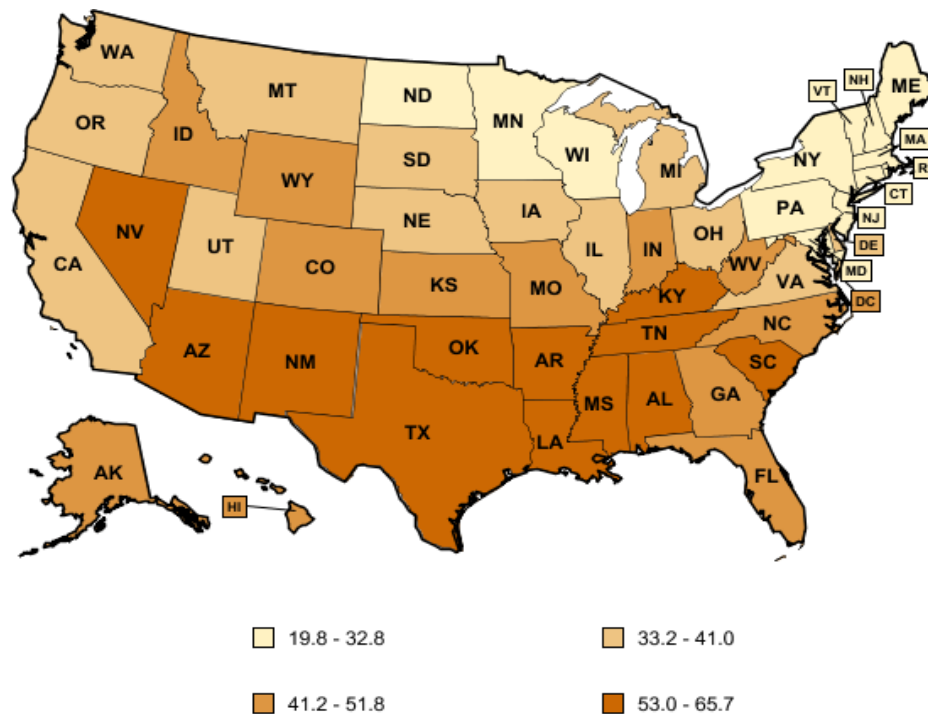 WA
MT
ND
MN
VT
NH
ME
OR
ID
SD
WI
MI
NY
MA
R
WY
IA
PA
CT
NV
NE
NJ
UT
IL
IN
OH
DE
CA
CO
KS
MO
WV
VA
MD
KY
DC
AZ
NM
OK
AR
TN
NC
SC
TX
MS
AL
GA
LA
AK
FL
HI
19.8 - 32.8
33.2 - 41.0
41.2 - 51.8
53.0 - 65.7